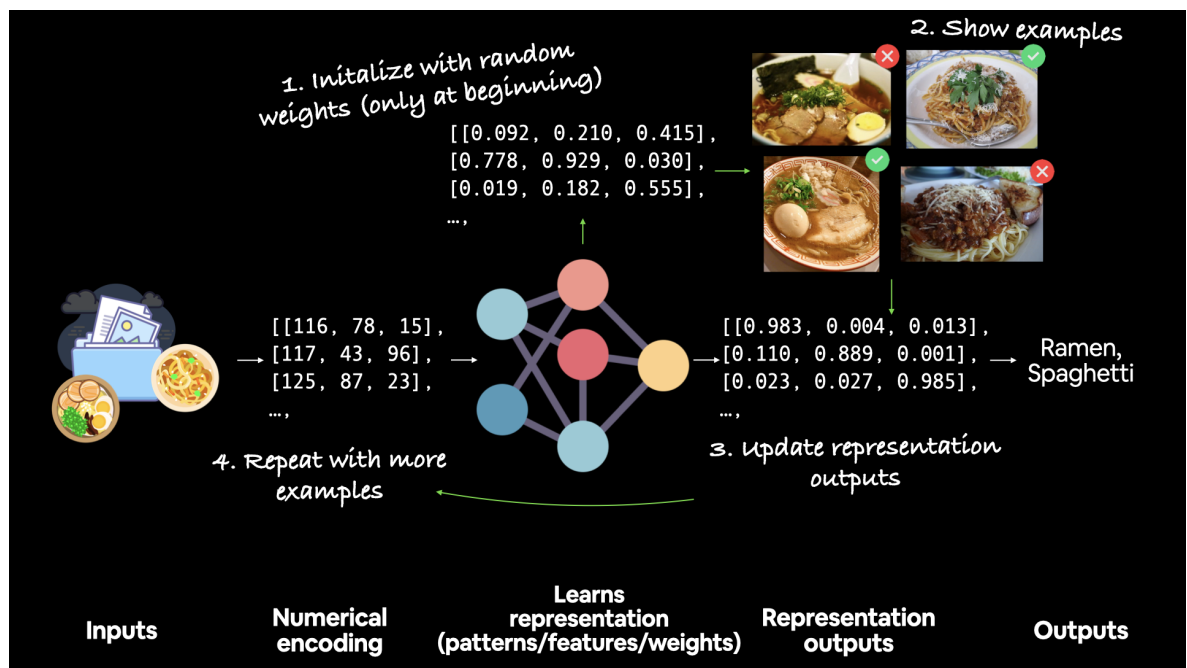 2. Show examples
1. Initalize with random
weights (only at beginning)
[[0.092, 0.210, 0.415],
[0.778, 0.929, 0.030],
[0.019, 0.182, 0.555],
…,
[[116, 78, 15],
[117, 43, 96],
[125, 87, 23],
…,
[[0.983, 0.004, 0.013],
[0.110, 0.889, 0.001],
[0.023, 0.027, 0.985],
…,
Ramen,
Spaghetti
4. Repeat with more
examples
3. Update representation
outputs
Inputs
Numerical
encoding
Learns
representation
(patterns/features/weights)
Representation
outputs
Outputs